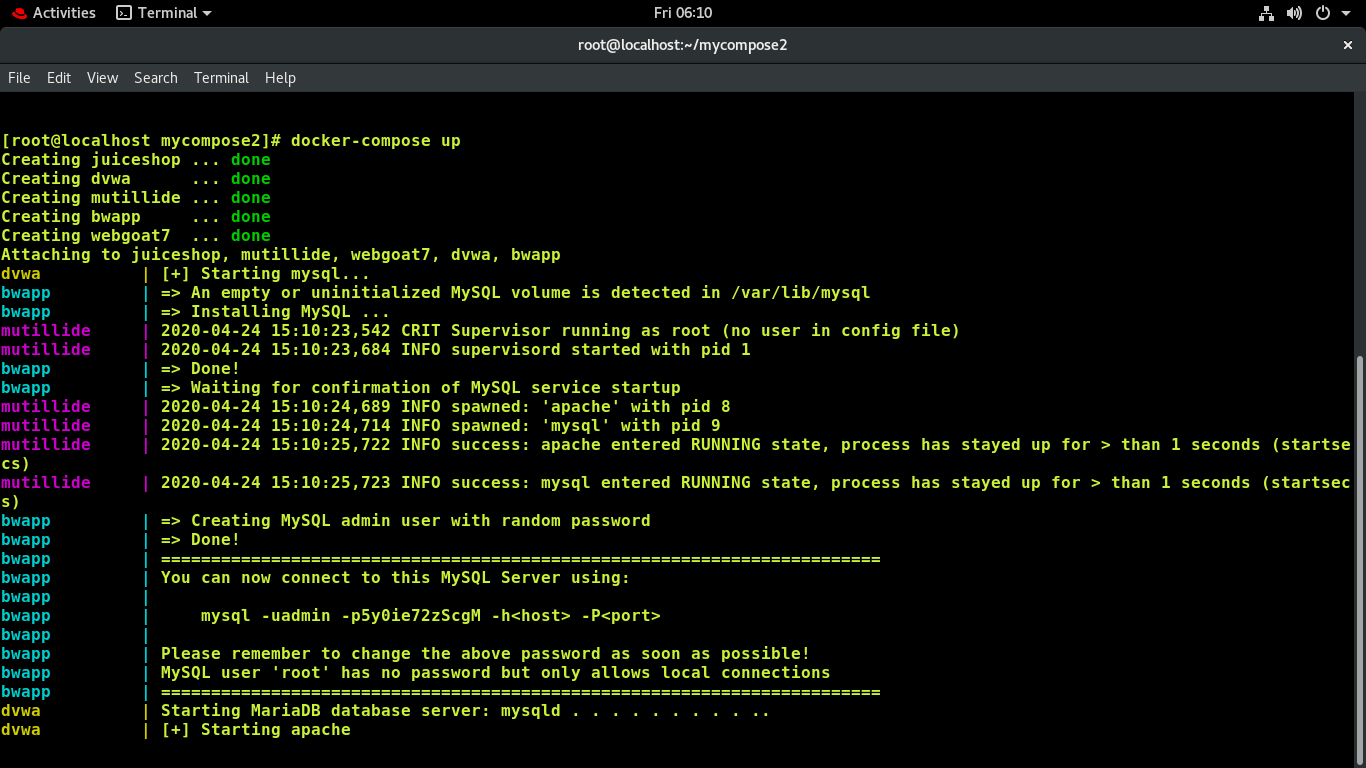 Activities Terminal Fri 06:10
root@localhost:~/mycompose2 ×
File Edit View Search Terminal Help
[root@localhost mycompose2]# docker-compose up
Creating juiceshop ... done
Creating dvwa      ... done
Creating mutillide ... done
Creating bwapp     ... done
Creating webgoat7  ... done
Attaching to juiceshop, mutillide, webgoat7, dvwa, bwapp
dvwa          | [+] Starting mysql...
bwapp         | => An empty or uninitialized MySQL volume is detected in /var/lib/mysql
bwapp         | => Installing MySQL ...
mutillide     | 2020-04-24 15:10:23,542 CRIT Supervisor running as root (no user in config file)
mutillide     | 2020-04-24 15:10:23,684 INFO supervisord started with pid 1
bwapp         | => Done!
bwapp         | => Waiting for confirmation of MySQL service startup
mutillide     | 2020-04-24 15:10:24,689 INFO spawned: 'apache' with pid 8
mutillide     | 2020-04-24 15:10:24,714 INFO spawned: 'mysql' with pid 9
mutillide     | 2020-04-24 15:10:25,722 INFO success: apache entered RUNNING state, process has stayed up for > than 1 seconds (startse
cs)
mutillide     | 2020-04-24 15:10:25,723 INFO success: mysql entered RUNNING state, process has stayed up for > than 1 seconds (startsec
s)
bwapp         | => Creating MySQL admin user with random password
bwapp         | => Done!
bwapp         | ========================================================================
bwapp         | You can now connect to this MySQL Server using:
bwapp         |
bwapp         |     mysql -uadmin -p5y0ie72zScgM -h<host> -P<port>
bwapp         |
bwapp         | Please remember to change the above password as soon as possible!
bwapp         | MySQL user 'root' has no password but only allows local connections
bwapp         | ========================================================================
dvwa          | Starting MariaDB database server: mysqld . . . . . . . . . ..
dvwa          | [+] Starting apache